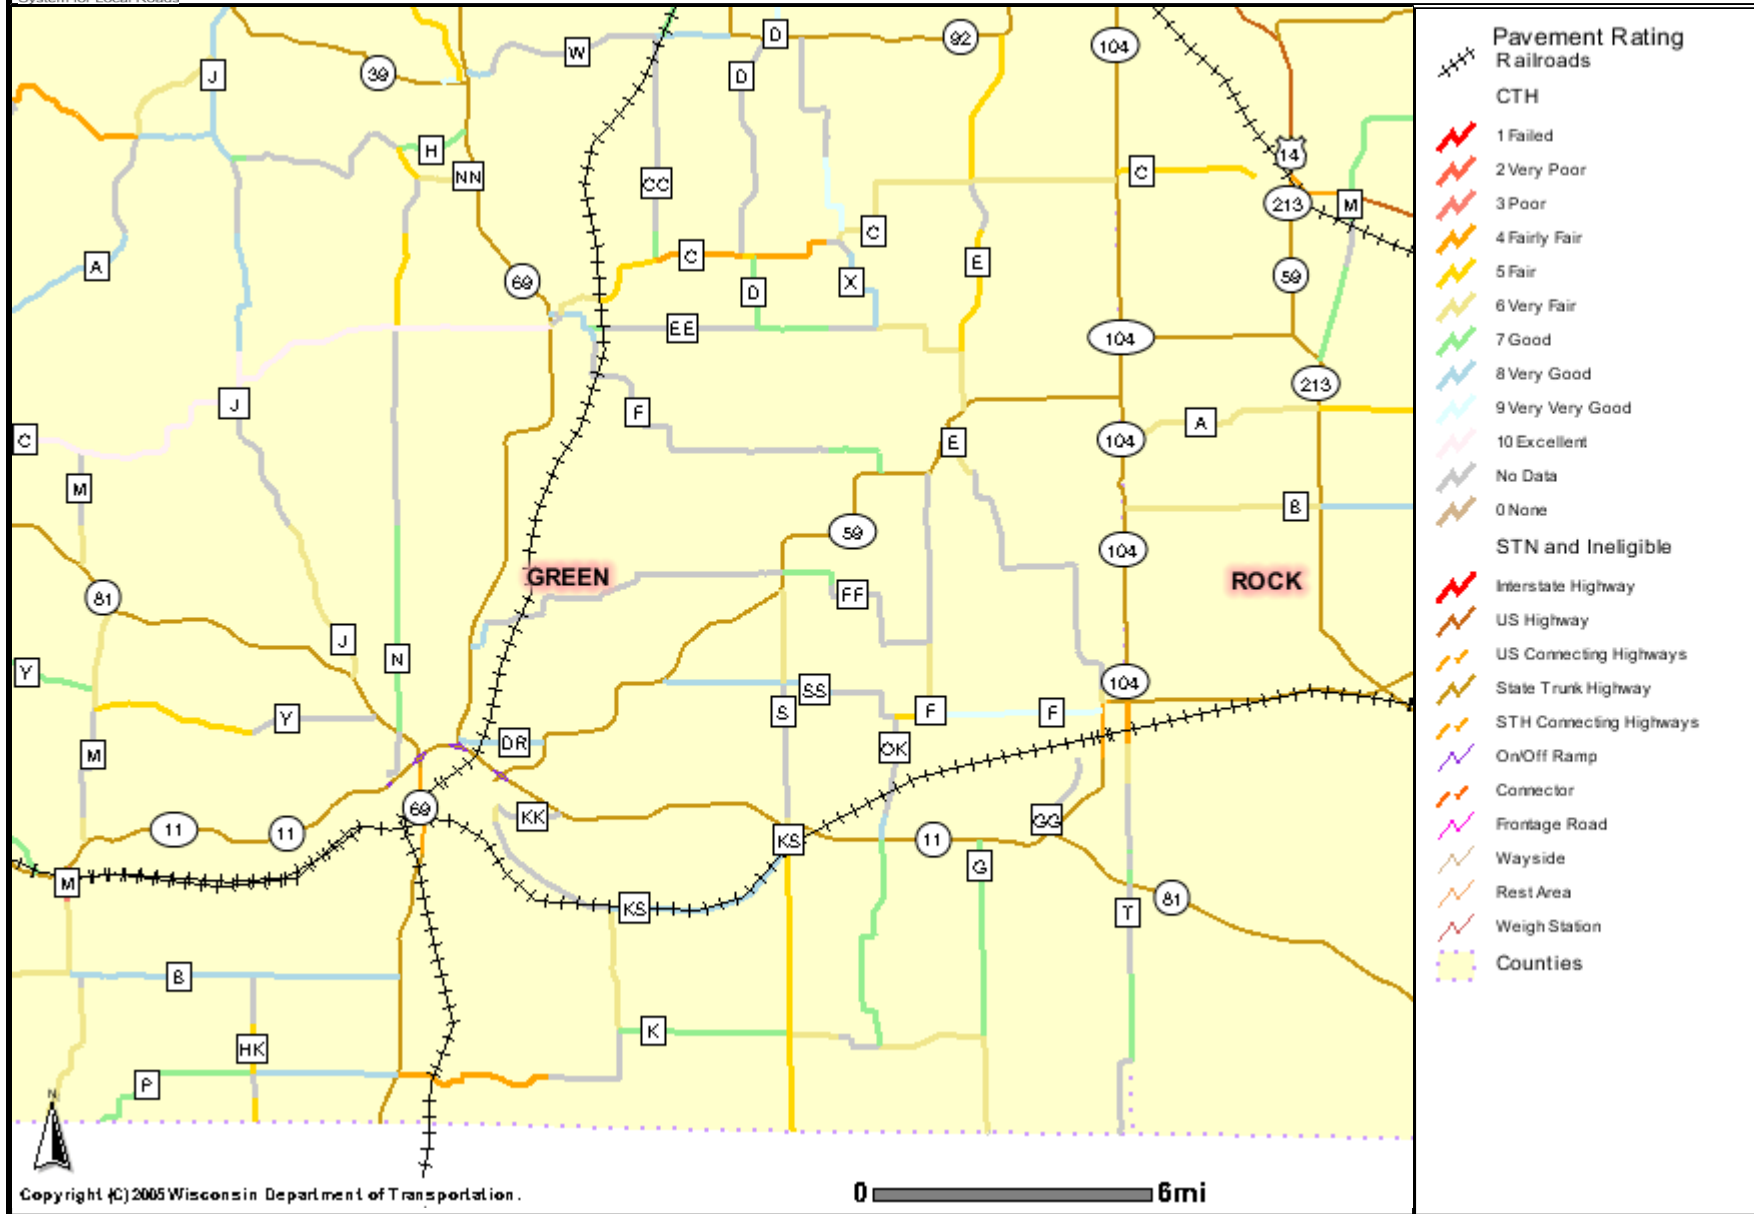 System for Local Roads
J
39
W
D
92
104
D
14
H
NN
CC
C
213
M
C
A
69
C
E
X
D
59
EE
104
J
F
213
C
E
104
A
M
B
59
104
GREEN
ROCK
FF
81
J
N
Y
SS
104
S
F
F
Y
DR
OK
M
69
KK
11
11
KS
11
GG
G
M
KS
81
T
B
K
HK
P
N
Copyright (C) 2005 Wisconsin Department of Transportation.
0 6mi
Pavement Rating
Railroads
CTH
1 Failed
2 Very Poor
3 Poor
4 Fairly Fair
5 Fair
6 Very Fair
7 Good
8 Very Good
9 Very Very Good
10 Excellent
No Data
0 None
STN and Ineligible
Interstate Highway
US Highway
US Connecting Highways
State Trunk Highway
STH Connecting Highways
On/Off Ramp
Connector
Frontage Road
Wayside
Rest Area
Weigh Station
Counties